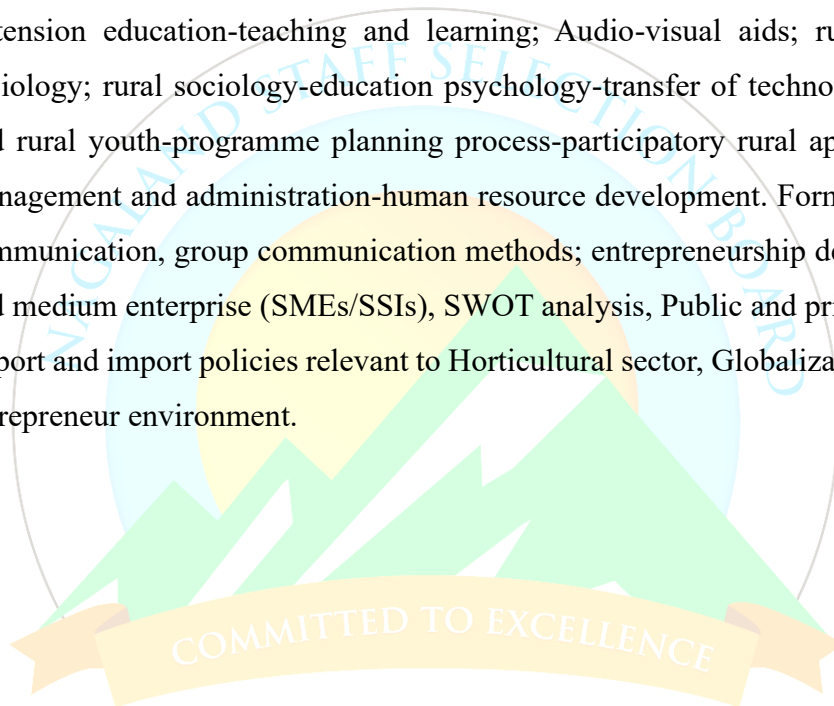 tension education-teaching and learning; Audio-visual aids; ru
iology; rural sociology-education psychology-transfer of techno
d rural youth-programme planning process-participatory rural ap
nagement and administration-human resource development. Form
mmunication, group communication methods; entrepreneurship de
d medium enterprise (SMEs/SSIs), SWOT analysis, Public and pri
port and import policies relevant to Horticultural sector, Globaliza
repreneur environment.
NAGALAND STAFF SELECTION BOARD
COMMITTED TO EXCELLENCE